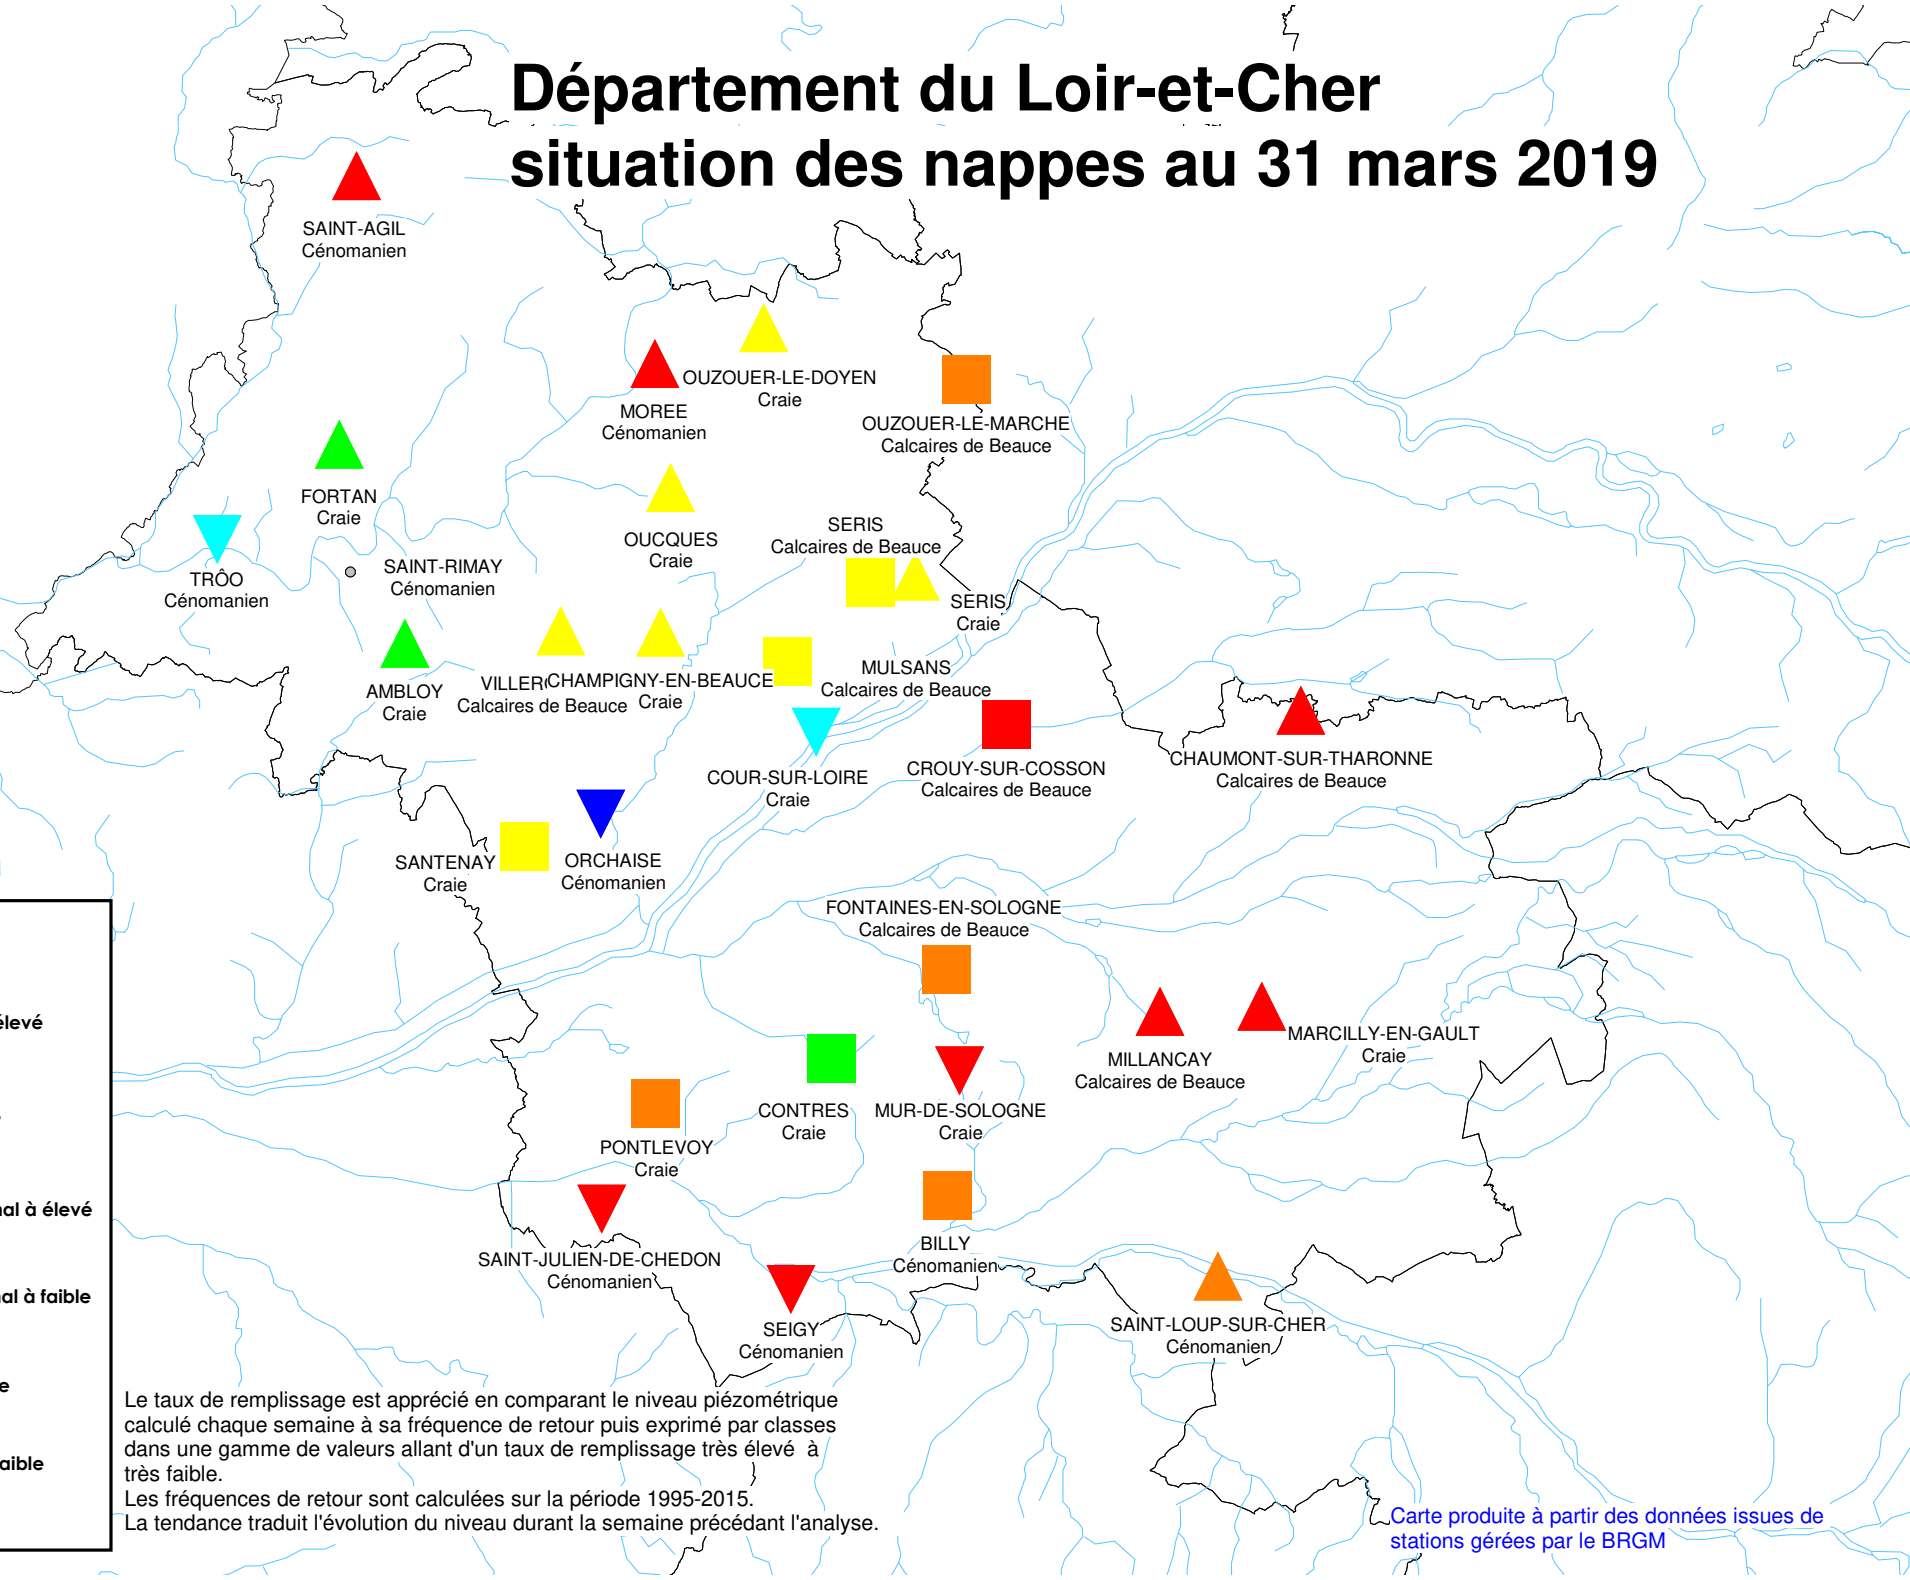 Département du Loir-et-Cher
situation des nappes au 31 mars 2019
SAINT-AGIL
Cénomanien
OUZOUER-LE-DOYEN
Craie
MOREE
Cénomanien
OUZOUER-LE-MARCHE
Calcaires de Beauce
FORTAN
Craie
OUCQUES
Craie
SERIS
Calcaires de Beauce
TRÔO
Cénomanien
SAINT-RIMAY
Cénomanien
SERIS
Craie
AMBLOY
Craie
VILLER
Calcaires de Beauce
CHAMPIGNY-EN-BEAUCE
Craie
MULSANS
Calcaires de Beauce
COUR-SUR-LOIRE
Craie
CROUY-SUR-COSSON
Calcaires de Beauce
CHAUMONT-SUR-THARONNE
Calcaires de Beauce
SANTENAY
Craie
ORCHAISE
Cénomanien
FONTAINES-EN-SOLOGNE
Calcaires de Beauce
MARCILLY-EN-GAULT
Craie
MILLANCAY
Calcaires de Beauce
CONTRES
Craie
MUR-DE-SOLOGNE
Craie
PONTLEVOY
Craie
SAINT-JULIEN-DE-CHEDON
Cénomanien
BILLY
Cénomanien
SEIGY
Cénomanien
SAINT-LOUP-SUR-CHER
Cénomanien
élevé
al à élevé
al à faible
e
aible
Le taux de remplissage est apprécié en comparant le niveau piézométrique
calculé chaque semaine à sa fréquence de retour puis exprimé par classes
dans une gamme de valeurs allant d'un taux de remplissage très élevé à
très faible.
Les fréquences de retour sont calculées sur la période 1995-2015.
La tendance traduit l'évolution du niveau durant la semaine précédant l'analyse.
Carte produite à partir des données issues de
stations gérées par le BRGM